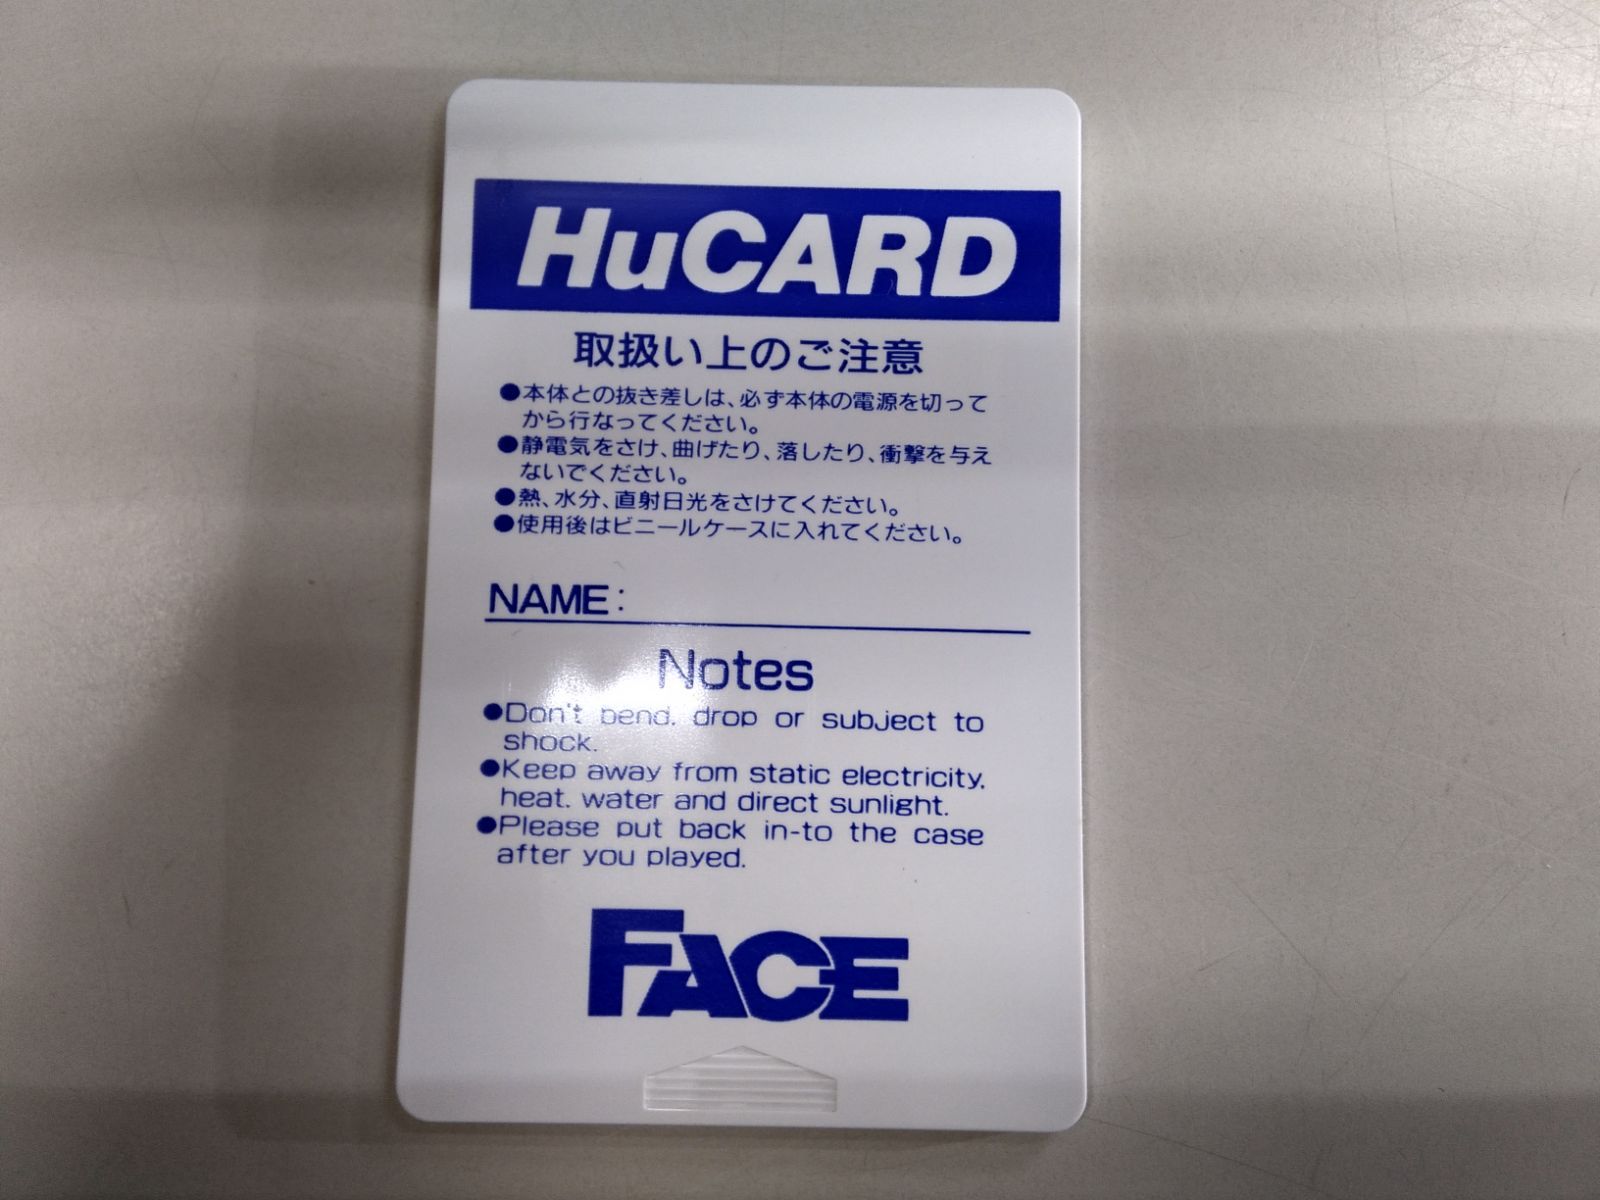 HuCARD
取扱い上のご注意
●本体との抜き差しは、必ず本体の電源を切って
から行なってください。
●静電気をさけ、曲げたり、落したり、衝撃を与え
ないでください。
●熱、水分、直射日光をさけてください。
●使用後はビニールケースに入れてください。
NAME:
Notes
●Don't bend, drop or subject to
shock.
●Keep away from static electricity,
heat, water and direct sunlight.
●Please put back in-to the case
after you played.
FACE